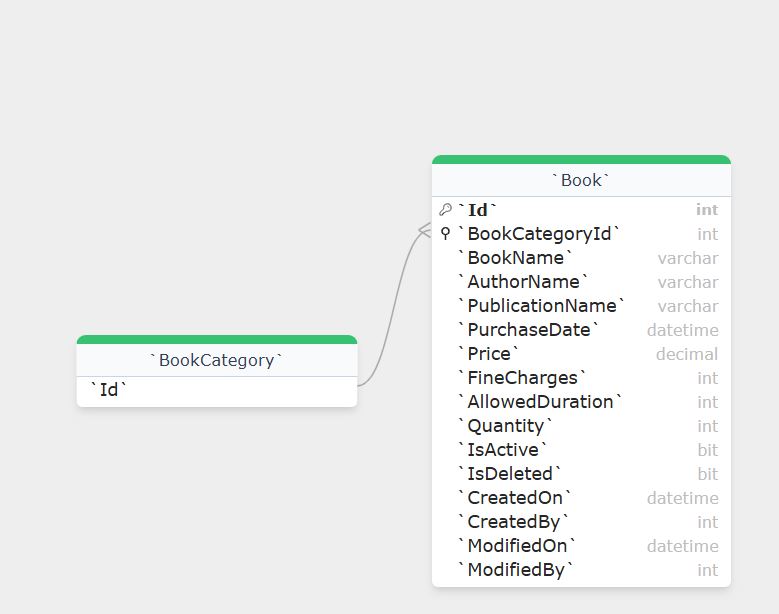 `Book`
`Id` int
`BookCategoryId` int
`BookName` varchar
`AuthorName` varchar
`PublicationName` varchar
`PurchaseDate` datetime
`Price` decimal
`FineCharges` int
`AllowedDuration` int
`Quantity` int
`IsActive` bit
`IsDeleted` bit
`CreatedOn` datetime
`CreatedBy` int
`ModifiedOn` datetime
`ModifiedBy` int
`BookCategory`
`Id`